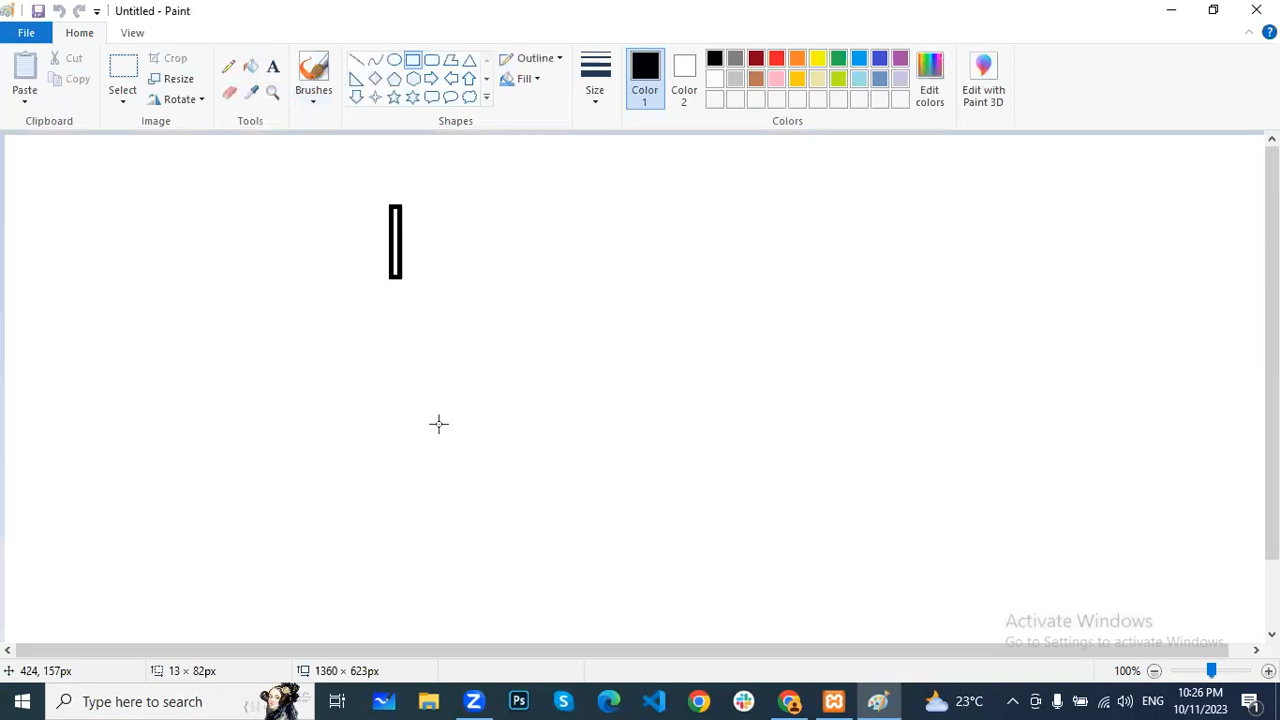 Untitled - Paint
File
Home
View
Paste
Cut
Copy
Clipboard
Select
Crop
Resize
Rotate
Image
A
Tools
Brushes
Outline
Fill
Shapes
Size
Color 1
Color 2
Edit colors
Colors
Edit with Paint 3D
Activate Windows
Go to Settings to activate Windows.
424, 157px
13 × 82px
1360 × 623px
100%
Type here to search
Z
Ps
S
23°C
ENG
10:26 PM
10/11/2023
1